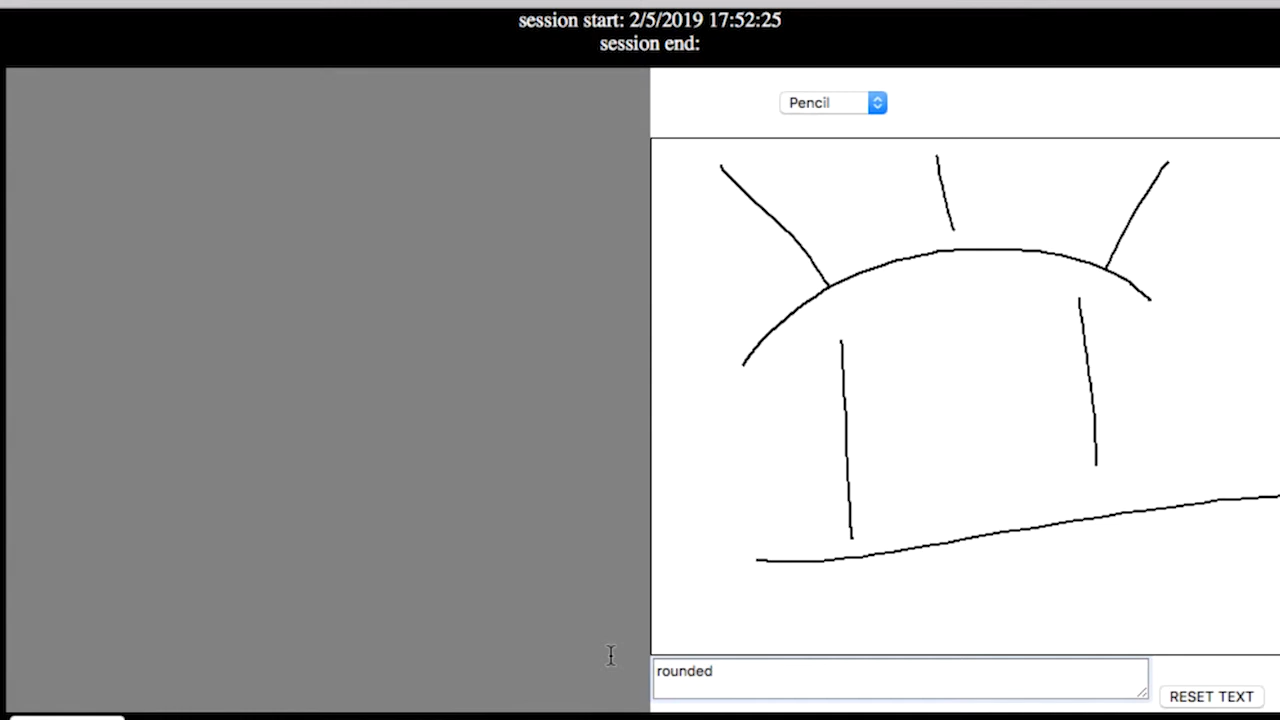 session start: 2/5/2019 17:52:25
session end:
Pencil
rounded
RESET TEXT